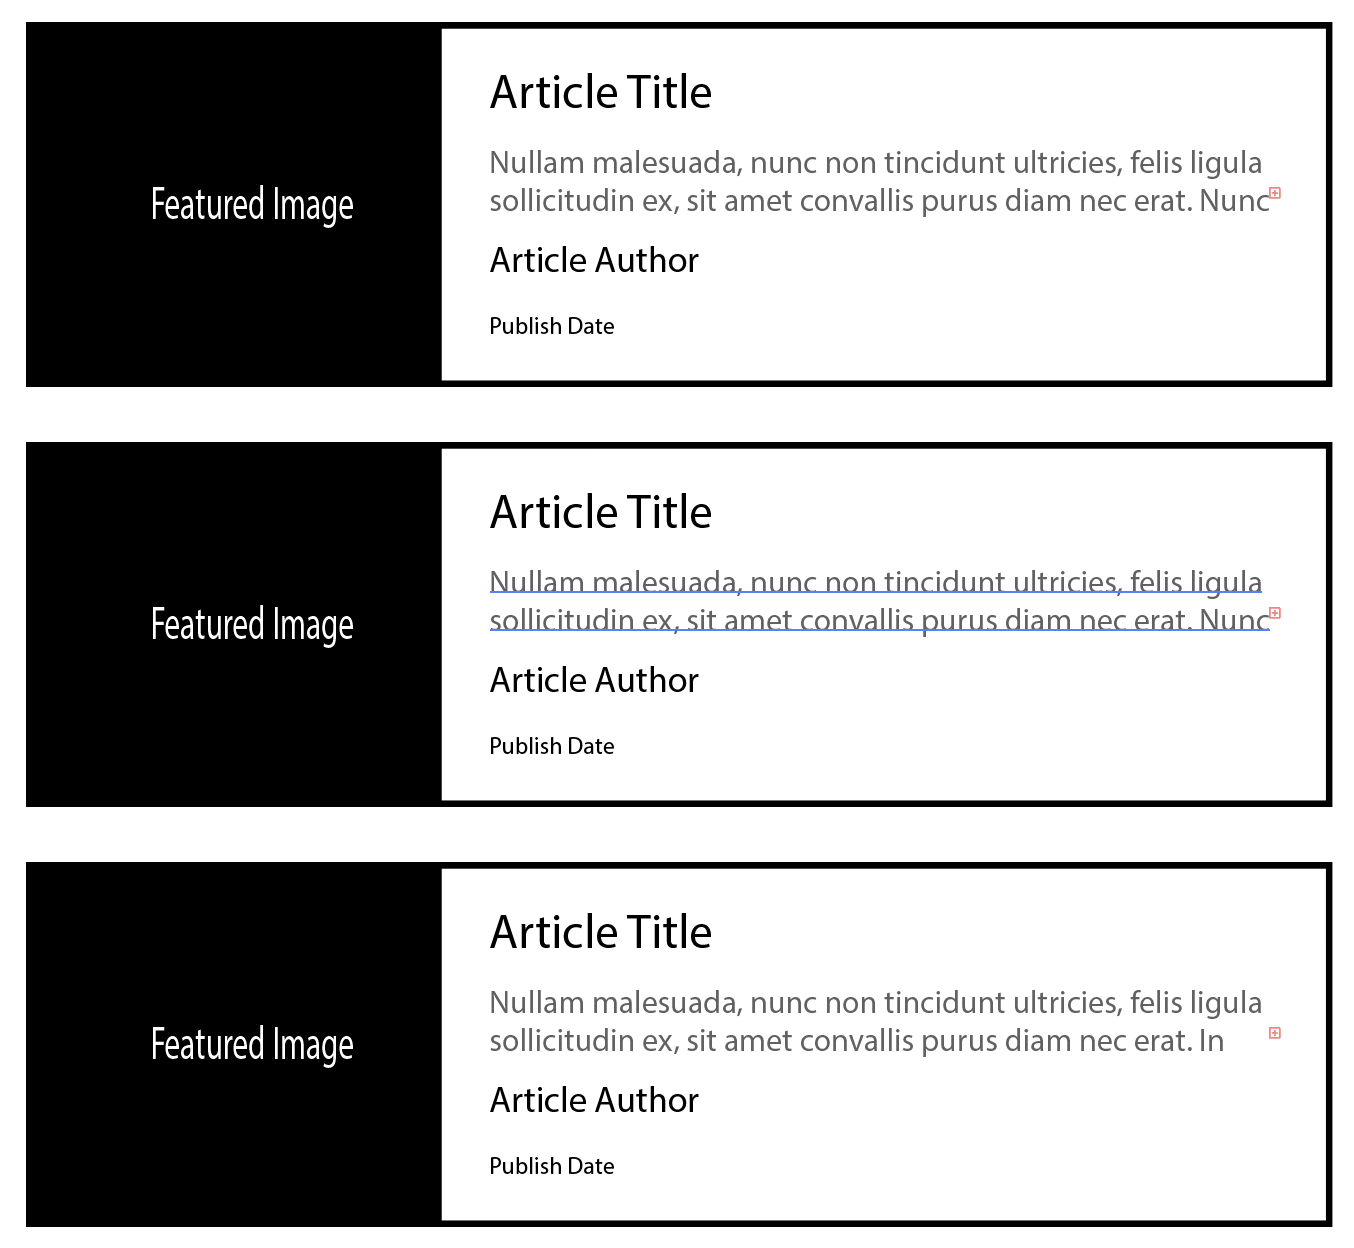 Featured Image
Article Title
Nullam malesuada, nunc non tincidunt ultricies, felis ligula
sollicitudin ex, sit amet convallis purus diam nec erat. Nunc
Article Author
Publish Date
Featured Image
Article Title
Nullam malesuada, nunc non tincidunt ultricies, felis ligula
sollicitudin ex, sit amet convallis purus diam nec erat. Nunc
Article Author
Publish Date
Featured Image
Article Title
Nullam malesuada, nunc non tincidunt ultricies, felis ligula
sollicitudin ex, sit amet convallis purus diam nec erat. In
Article Author
Publish Date